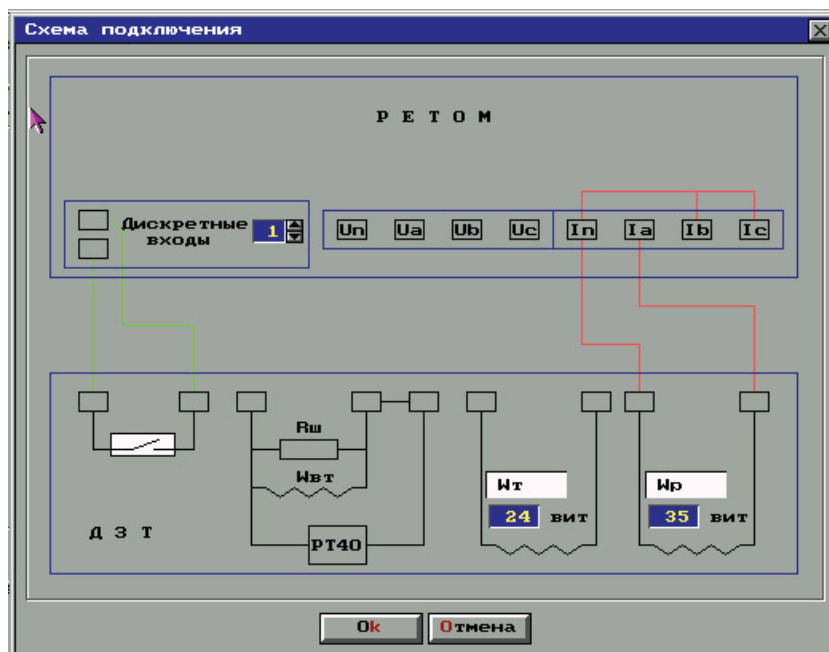 Схема подключения
Р Е Т О М
Дискретные
входы
1
Un Ua Ub Uc In Ia Ib Ic
Rш
Wвт
РТ40
Wт
24 вит
Wр
35 вит
Д З Т
Ok Отмена